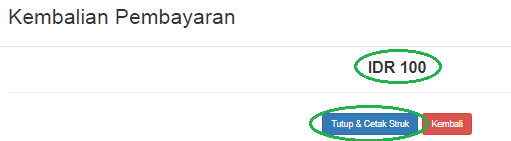 Kembalian Pembayaran
IDR 100
Tutup & Cetak Struk Kembali